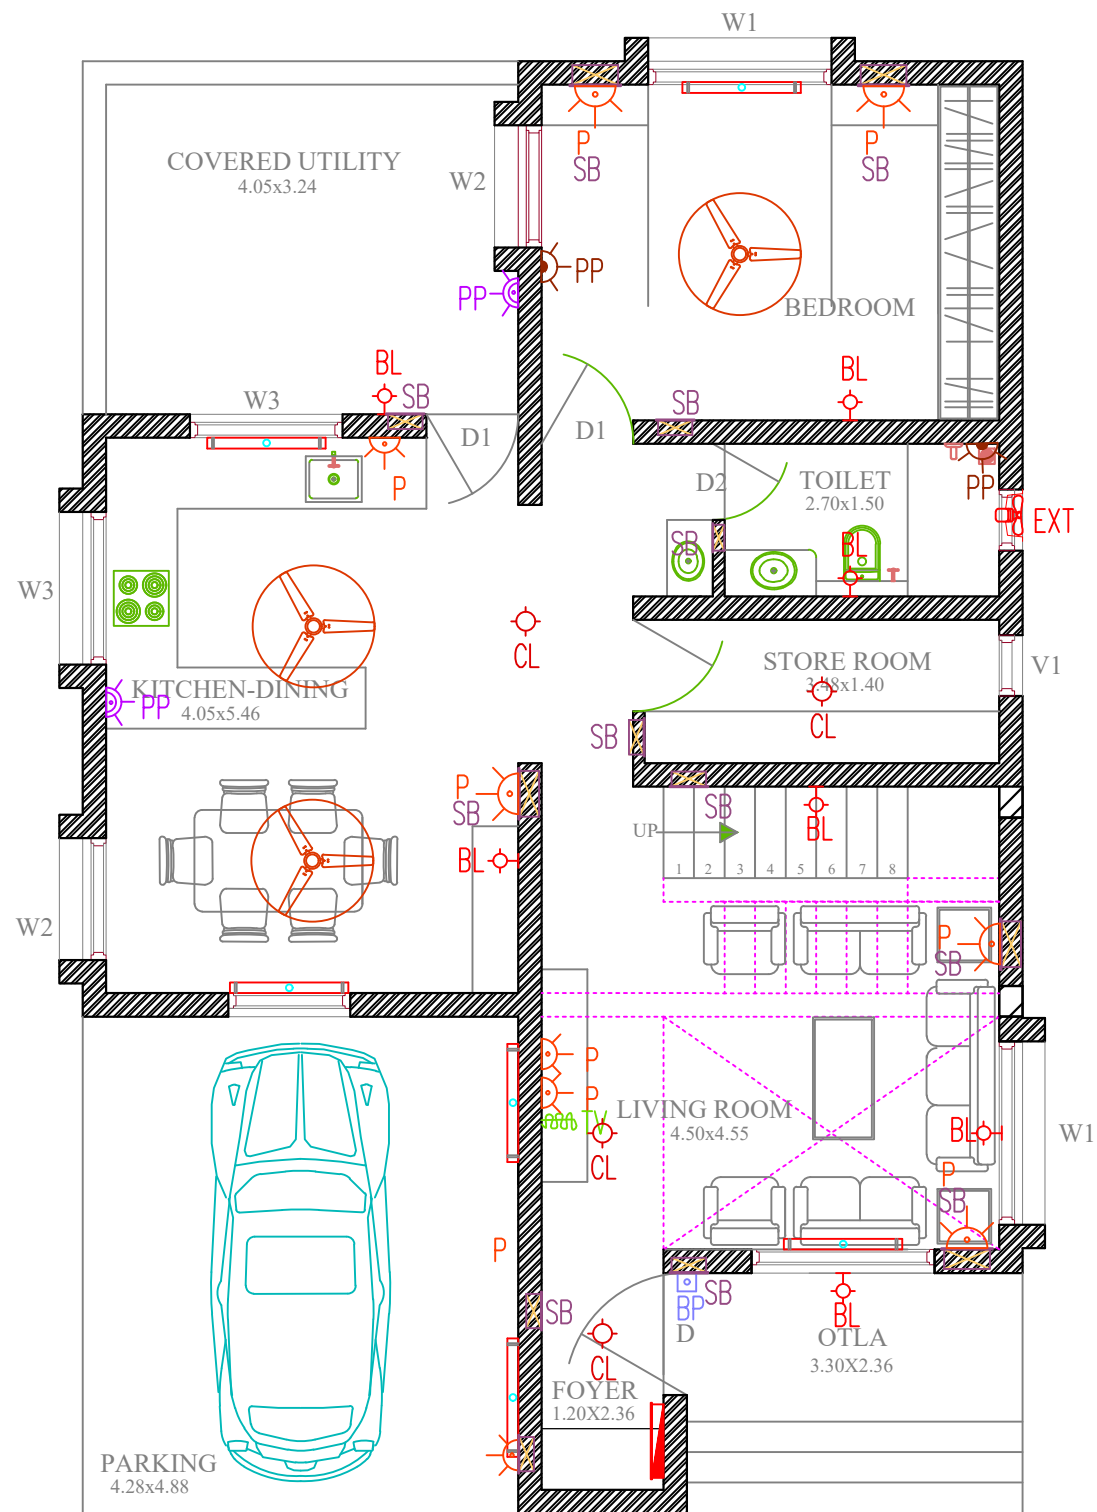 W1
COVERED UTILITY
4.05x3.24
W2
P
SB
P
SB
PP
PP
BEDROOM
BL
SB
W3
D1
D1
BL
SB
P
D2
TOILET
2.70x1.50
PP
EXT
SB
BL
W3
CL
STORE ROOM
3.48x1.40
V1
CL
KITCHEN-DINING
4.05x5.46
PP
SB
P
SB
SB
BL
UP
1 2 3 4 5 6 7 8
BL
W2
P
SB
P
P
TV
LIVING ROOM
4.50x4.55
CL
BL
W1
P
SB
P
SB
BP
SB
D
BL
OTLA
3.30X2.36
CL
FOYER
1.20X2.36
PARKING
4.28x4.88